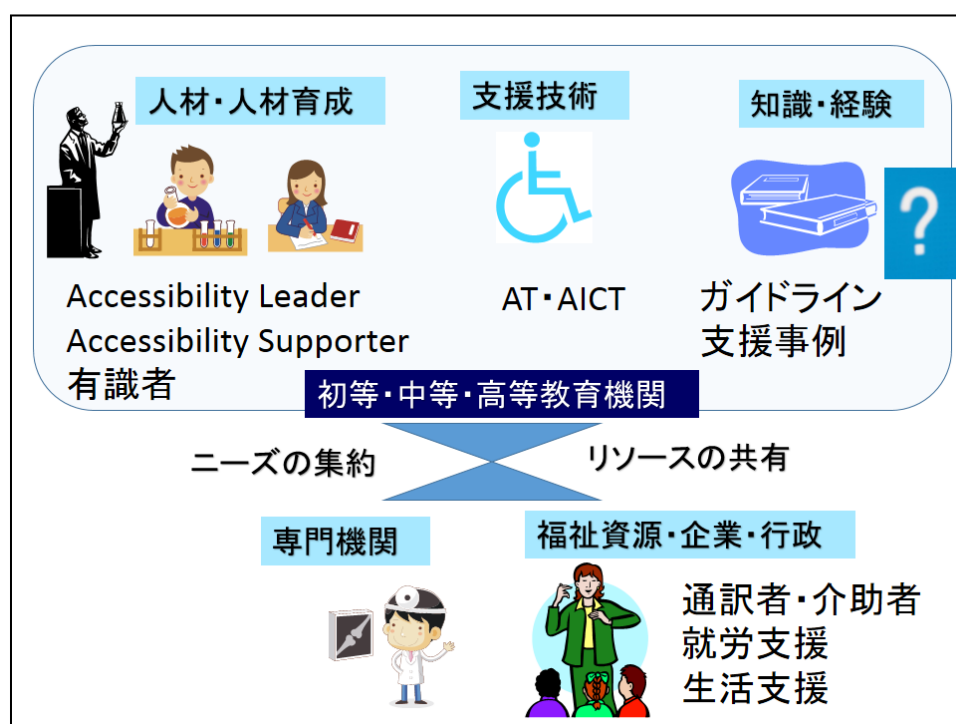 人材・人材育成
支援技術
知識・経験
?
Accessibility Leader
Accessibility Supporter
有識者
AT・AICT
ガイドライン
支援事例
初等・中等・高等教育機関
ニーズの集約
リソースの共有
専門機関
福祉資源・企業・行政
通訳者・介助者
就労支援
生活支援